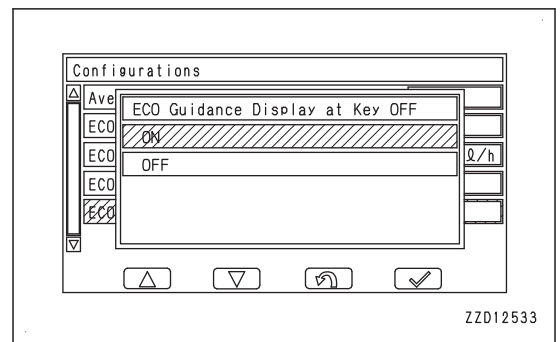 Configurations
Ave
ECO Guidance Display at Key OFF
ECO
ON
ECO
OFF
ℓ/h
ECO
ECO
ZZD12533